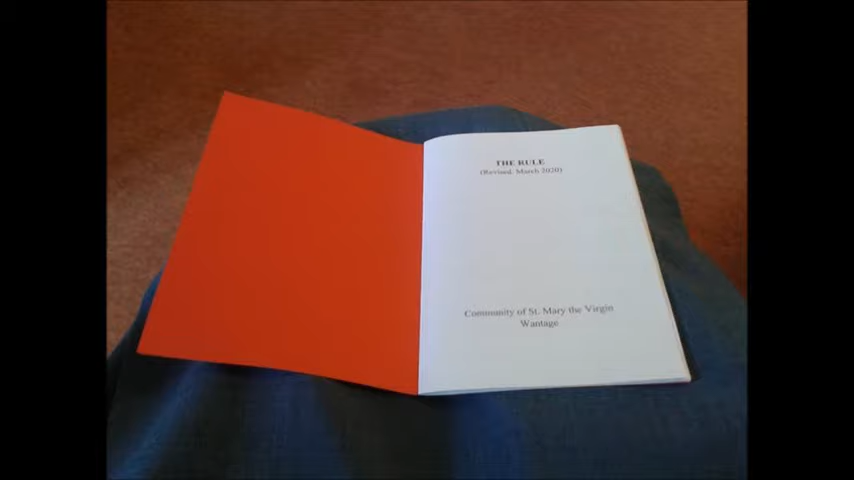 THE RULE
(Revised. March 2020)
Community of St. Mary the Virgin
Wantage